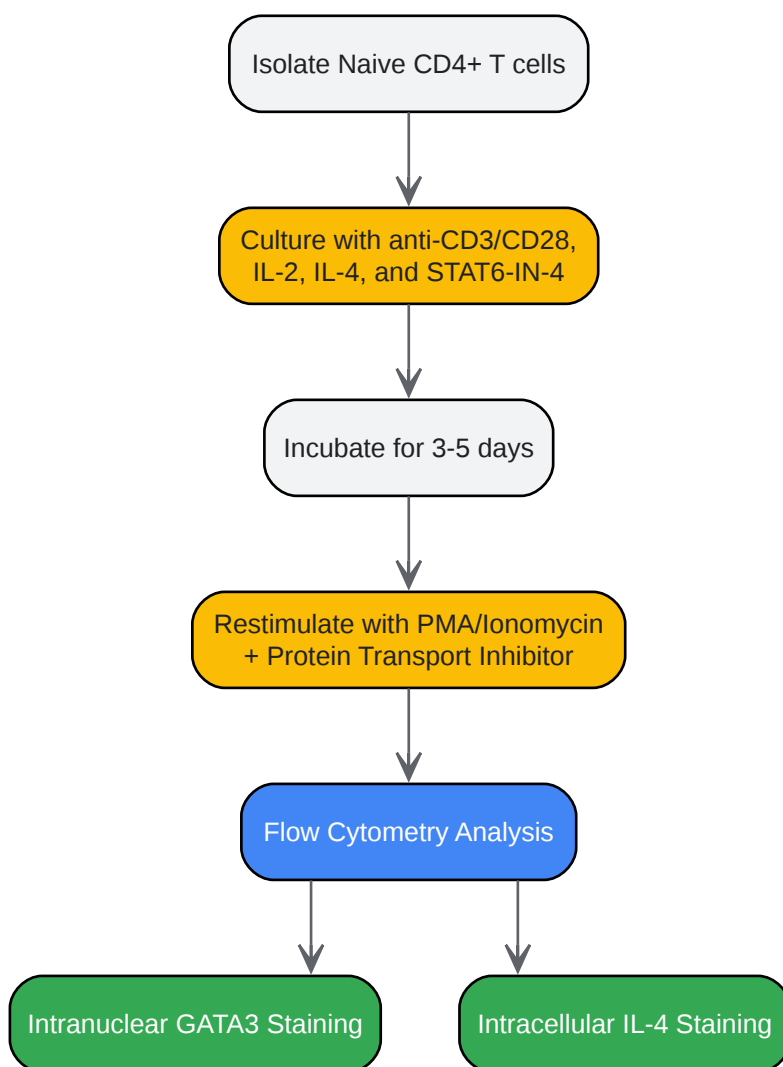 Isolate Naive CD4+ T cells
Culture with anti-CD3/CD28,
IL-2, IL-4, and STAT6-IN-4
Incubate for 3-5 days
Restimulate with PMA/Ionomycin
+ Protein Transport Inhibitor
Flow Cytometry Analysis
Intranuclear GATA3 Staining
Intracellular IL-4 Staining